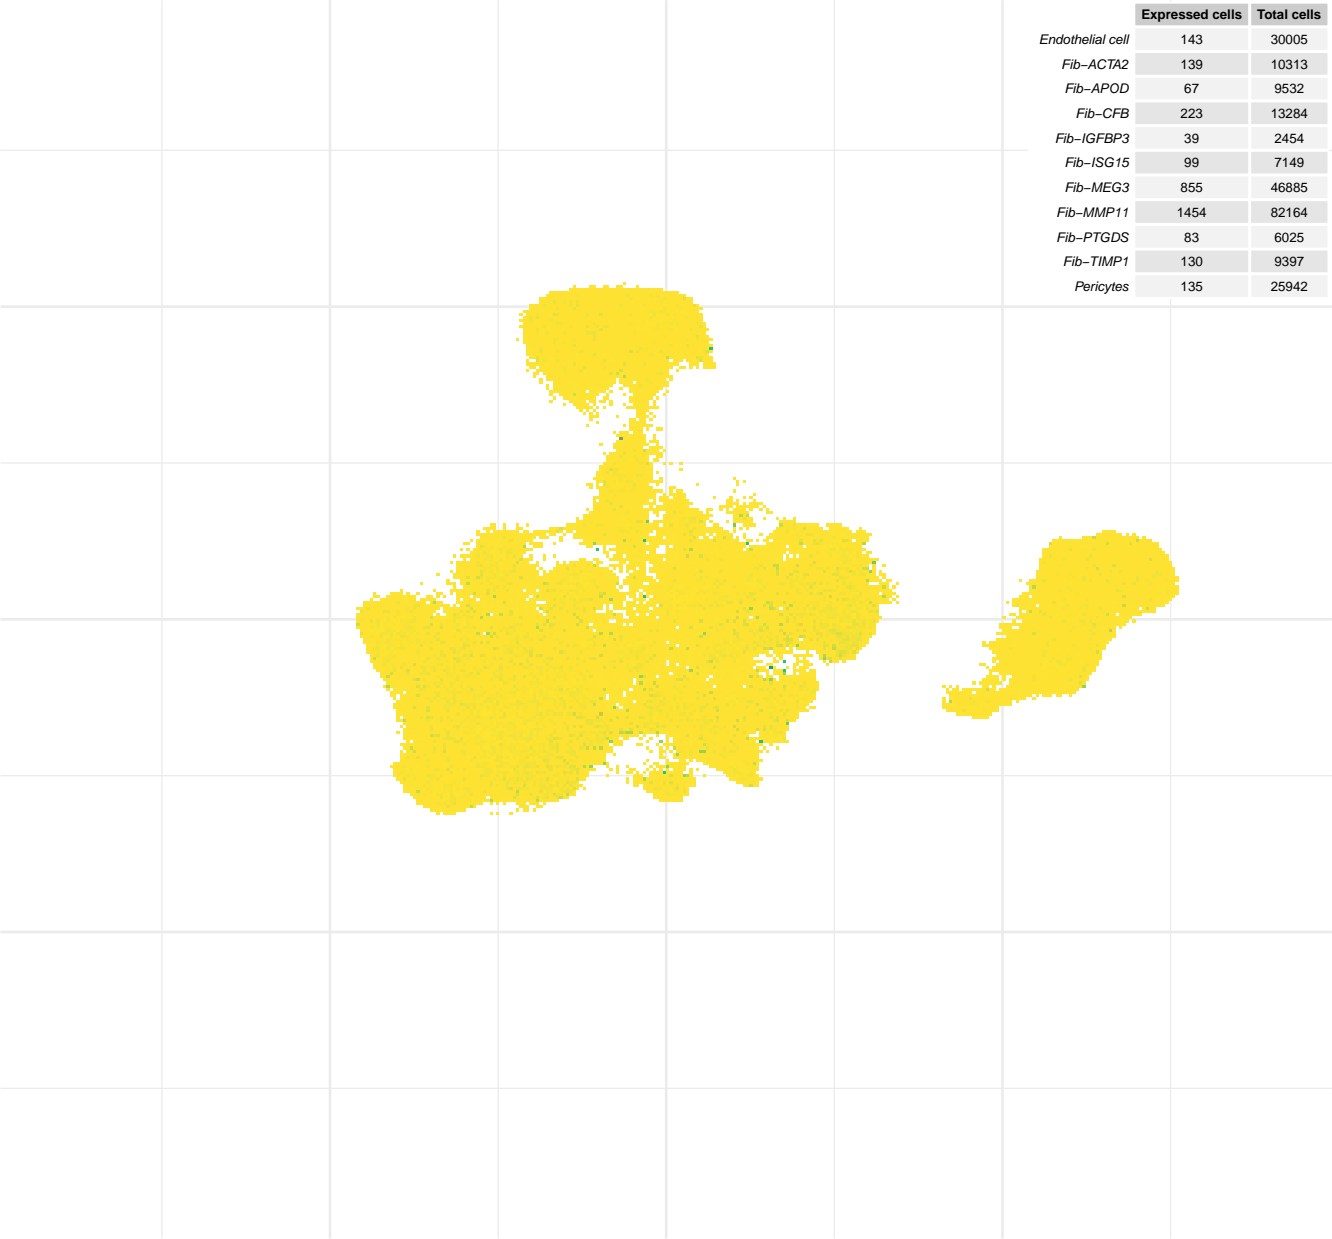 Expressed cells Total cells
Endothelial cell 143 30005
Fib−ACTA2 139 10313
Fib−APOD 67 9532
Fib−CFB 223 13284
Fib−IGFBP3 39 2454
Fib−ISG15 99 7149
Fib−MEG3 855 46885
Fib−MMP11 1454 82164
Fib−PTGDS 83 6025
Fib−TIMP1 130 9397
Pericytes 135 25942